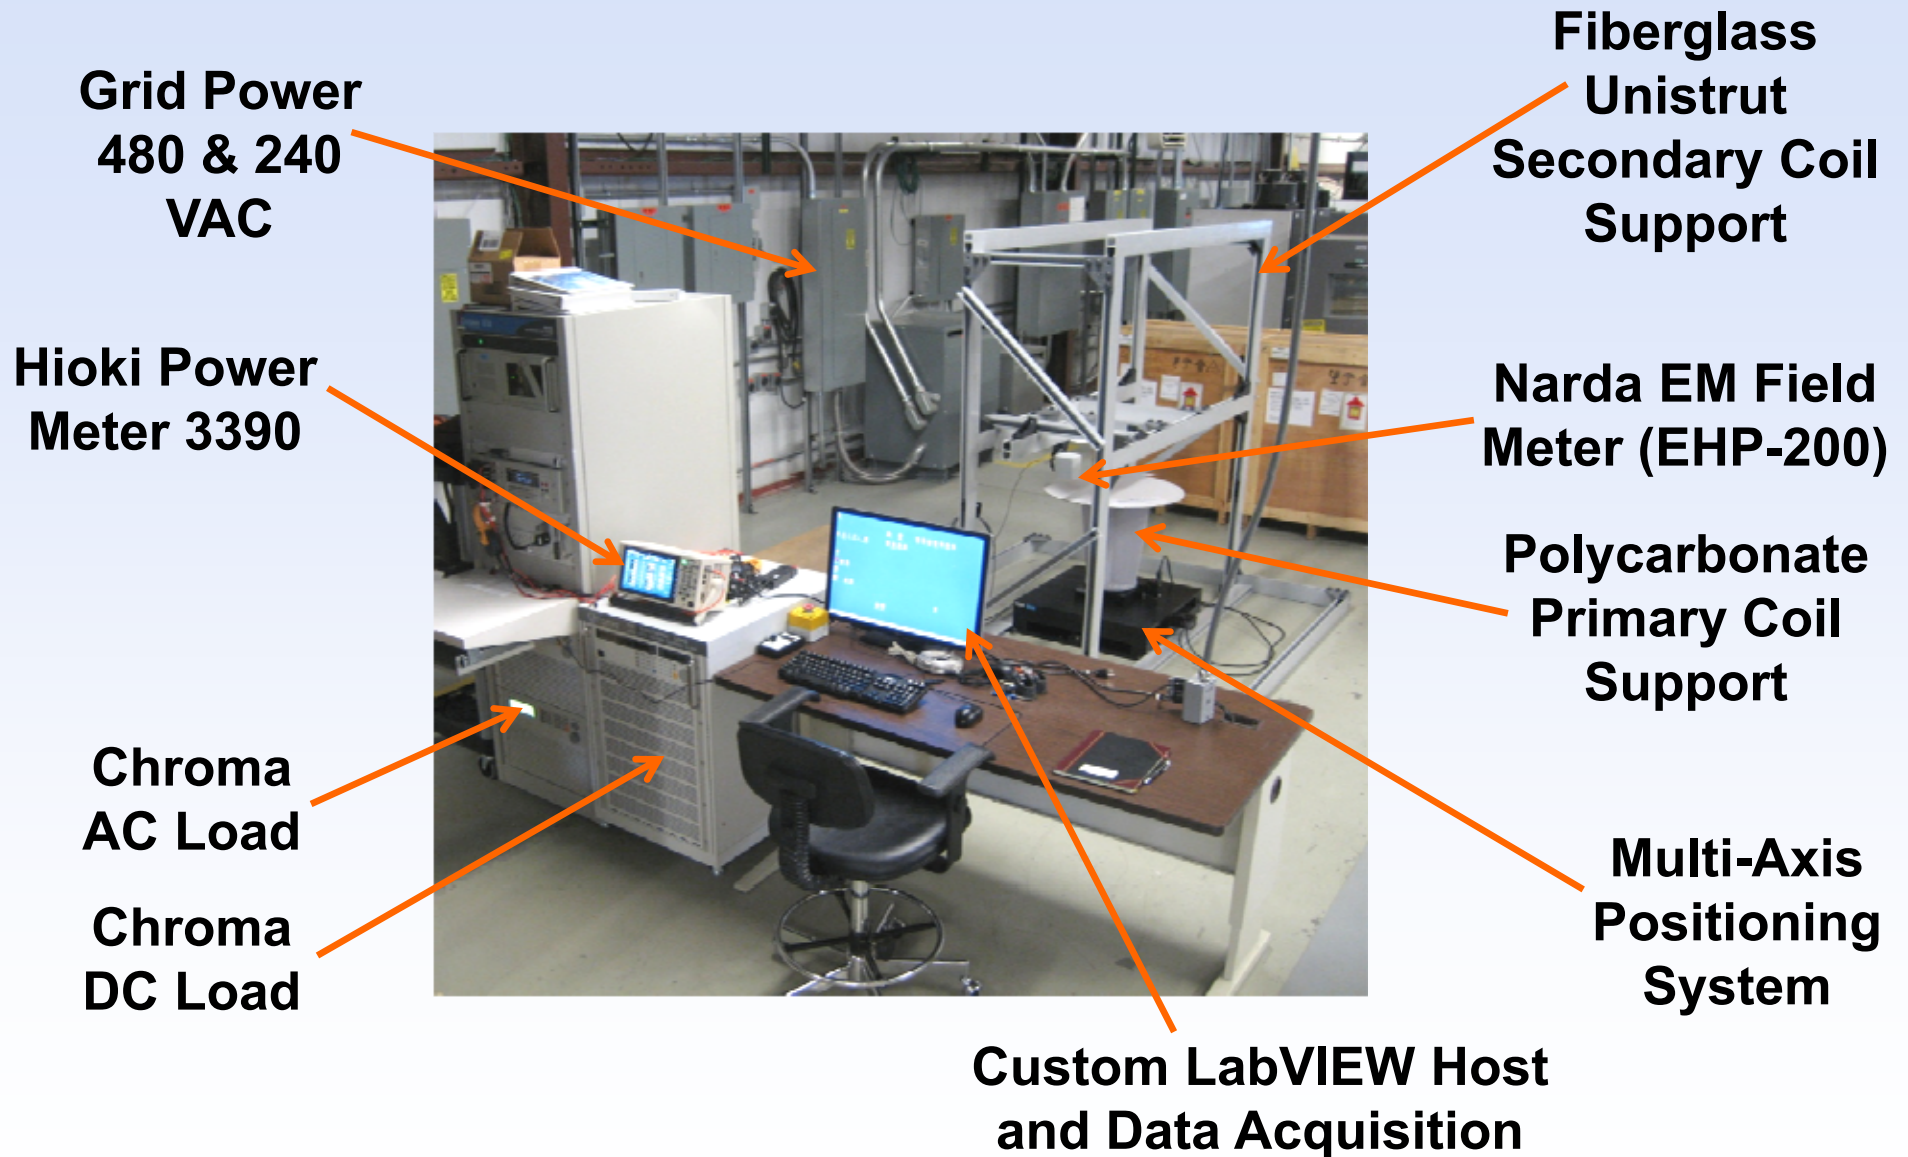 Grid Power
480 & 240
VAC
Hioki Power
Meter 3390
Chroma
AC Load
Chroma
DC Load
Fiberglass
Unistrut
Secondary Coil
Support
Narda EM Field
Meter (EHP-200)
Polycarbonate
Primary Coil
Support
Multi-Axis
Positioning
System
Custom LabVIEW Host
and Data Acquisition